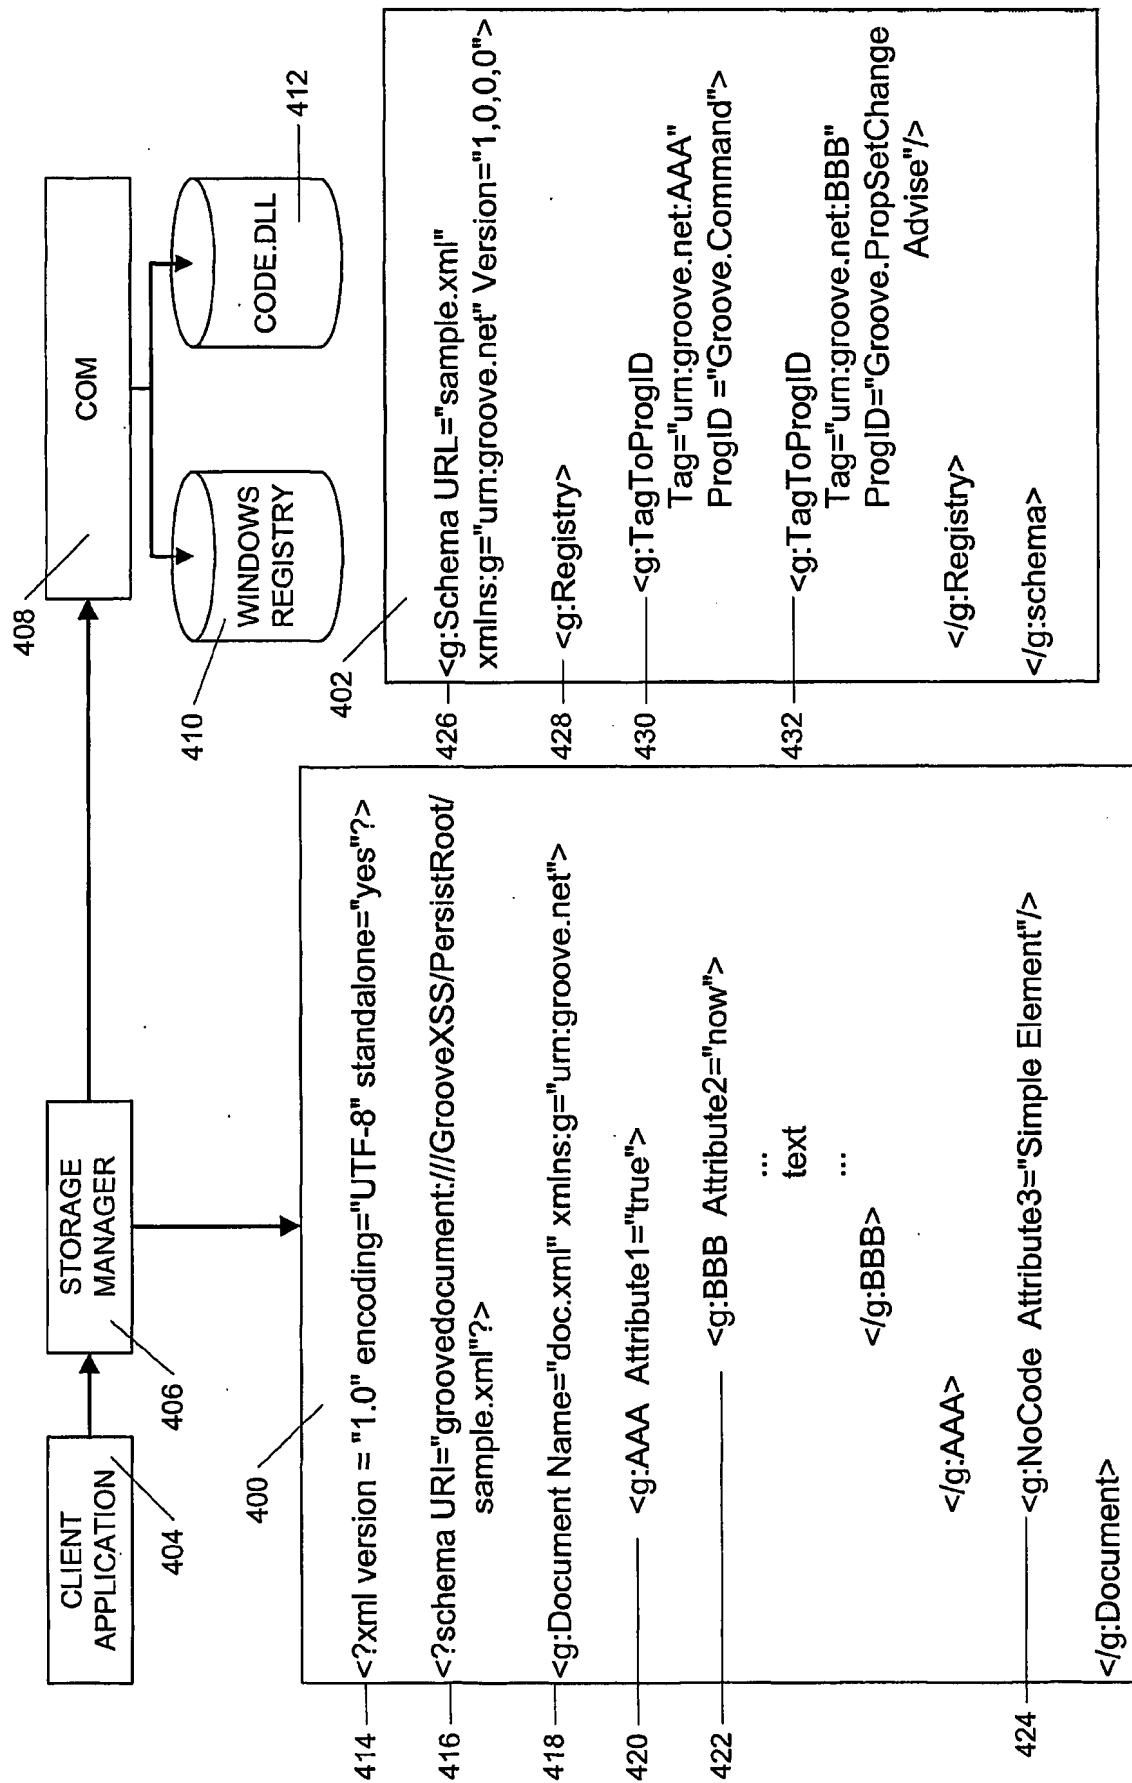 CLIENT
APPLICATION
404
STORAGE
MANAGER
406
COM
408
WINDOWS
REGISTRY
410
CODE.DLL
412
400
414
<?xml version = "1.0" encoding="UTF-8" standalone="yes"?>
416
<?schema URI="groovedocument:///GrooveXSS/PersistRoot/
sample.xml"?>
418
<g:Document Name="doc.xml" xmlns:g="urn:groove.net">
420
<g:AAA Attribute1="true">
422
<g:BBB Attribute2="now">
...
text
...
</g:BBB>
</g:AAA>
424
<g:NoCode Attribute3="Simple Element"/>
</g:Document>
402
426
<g:Schema URL="sample.xml"
xmlns:g="urn:groove.net" Version="1,0,0,0">
428
<g:Registry>
430
<g:TagToProgID
Tag="urn:groove.net:AAA"
ProgID ="Groove.Command">
432
<g:TagToProgID
Tag="urn:groove.net:BBB"
ProgID="Groove.PropSetChange
Advise"/>
</g:Registry>
</g:schema>